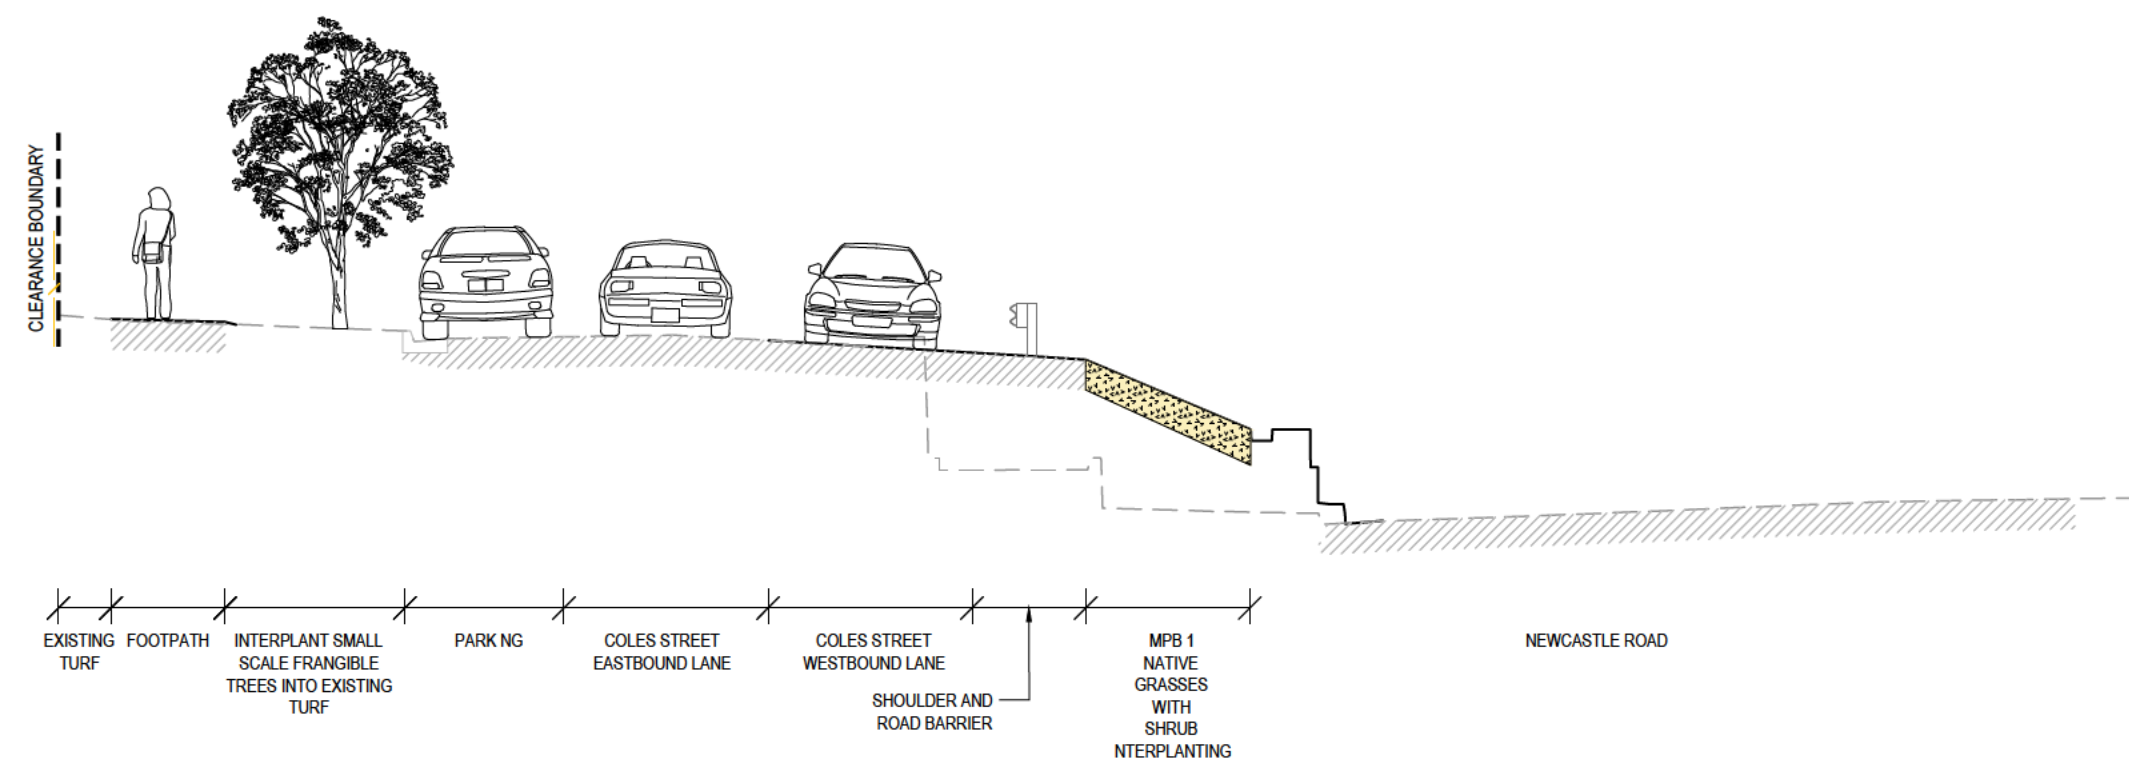 CLEARANCE BOUNDARY
EXISTING
TURF
FOOTPATH
INTERPLANT SMALL
SCALE FRANGIBLE
TREES INTO EXISTING
TURF
PARK NG
COLES STREET
EASTBOUND LANE
COLES STREET
WESTBOUND LANE
SHOULDER AND
ROAD BARRIER
MPB 1
NATIVE
GRASSES
WITH
SHRUB
NTERPLANTING
NEWCASTLE ROAD